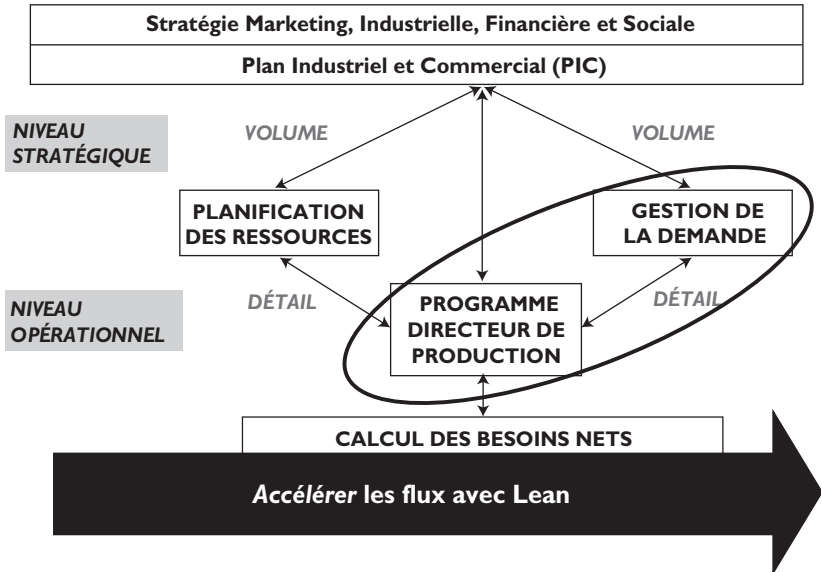 Stratégie Marketing, Industrielle, Financière et Sociale
Plan Industriel et Commercial (PIC)
NIVEAU
STRATÉGIQUE
VOLUME
VOLUME
PLANIFICATION
DES RESSOURCES
GESTION DE
LA DEMANDE
NIVEAU
OPÉRATIONNEL
DÉTAIL
PROGRAMME
DIRECTEUR DE
PRODUCTION
DÉTAIL
CALCUL DES BESOINS NETS
Accélérer les flux avec Lean